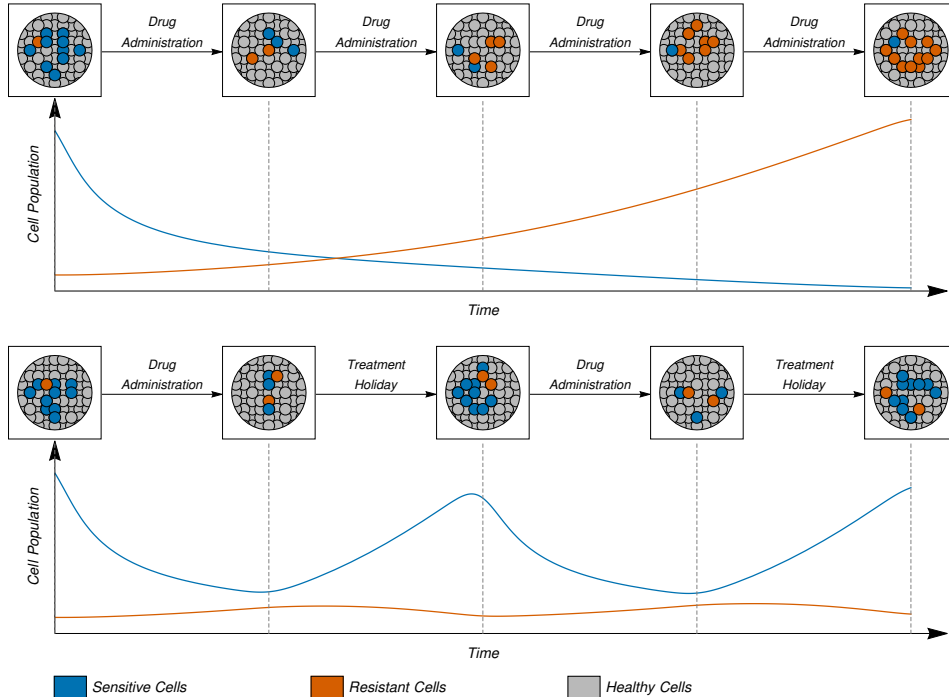 Drug
Administration
Drug
Administration
Drug
Administration
Drug
Administration
Cell Population
Time
Drug
Administration
Treatment
Holiday
Drug
Administration
Treatment
Holiday
Cell Population
Time
Sensitive Cells
Resistant Cells
Healthy Cells